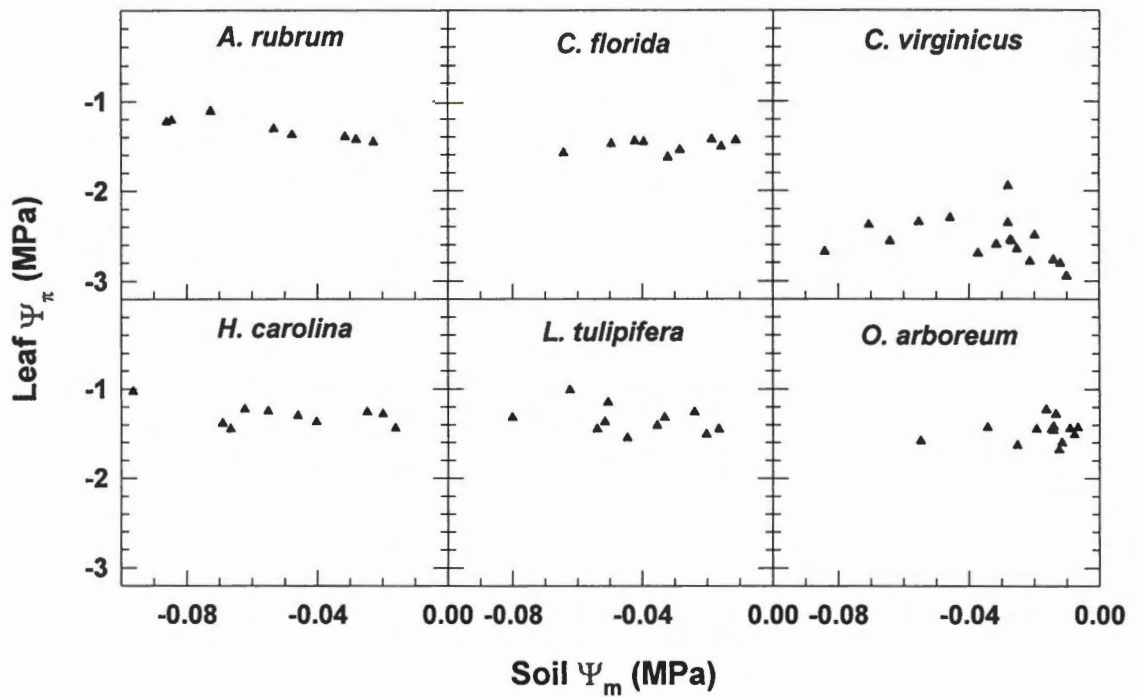 A. rubrum C. florida C. virginicus
-1
-2
-3
H. carolina L. tulipifera O. arboreum
-1
-2
-3
Leaf Ψπ (MPa)
-0.08 -0.04 0.00 -0.08 -0.04 0.00 -0.08 -0.04 0.00
Soil Ψm (MPa)